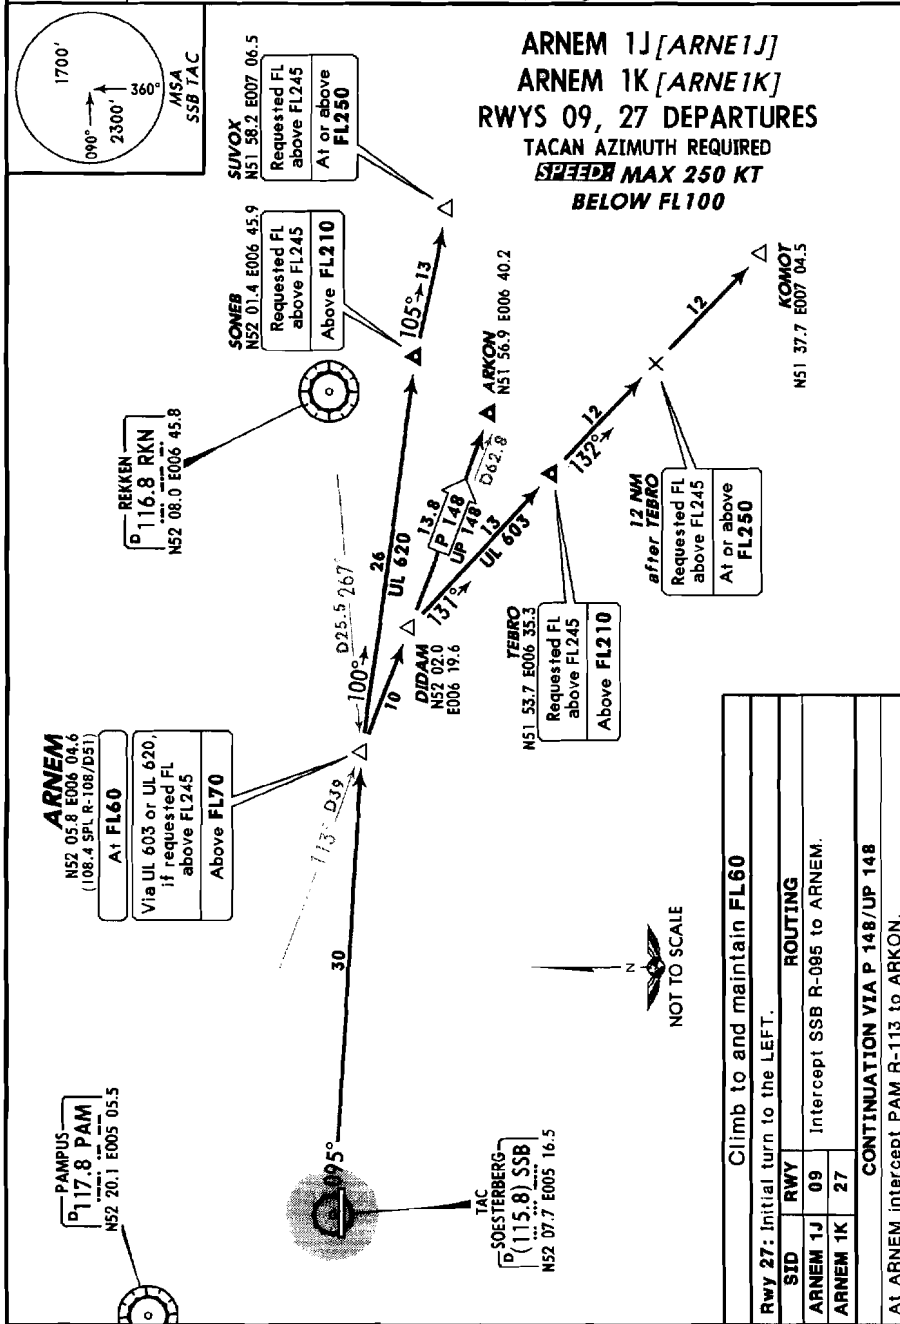 ARNEM 1J [ARNE1J]
ARNEM 1K [ARNE1K]
RWYS 09, 27 DEPARTURES
TACAN AZIMUTH REQUIRED
SPEED: MAX 250 KT
BELOW FL100
1700'
090°
360°
2300'
MSA
SSB TAC
SUVOX
N51 58.2 E007 06.5
Requested FL
above FL245
At or above
FL250
SONEB
N52 01.4 E006 45.9
Requested FL
above FL245
Above FL210
105°
13
REKKEN
D 116.8 RKN
N52 08.0 E006 45.8
ARKON
N51 56.9 E006 40.2
D62.8
13.8
P 148
UP 148
26
UL 620
D25.5 267°
100°
10
DIDAM
N52 02.0
E006 19.6
131°
13
UL 603
132°
12
12
KOMOT
N51 37.7 E007 04.5
12 NM
after TEBRO
Requested FL
above FL245
At or above
FL250
TEBRO
N51 53.7 E006 35.3
Requested FL
above FL245
Above FL210
ARNEM
N52 05.8 E006 04.6
(108.4 SPL R-108/D51)
At FL60
Via UL 603 or UL 620,
if requested FL
above FL245
Above FL70
113° D39
30
095°
PAMPUS
D 117.8 PAM
N52 20.1 E005 05.5
TAC
SOESTERBERG
D (115.8) SSB
N52 07.7 E005 16.5
N
NOT TO SCALE
Climb to and maintain FL60
Rwy 27: Initial turn to the LEFT.
SID RWY ROUTING
ARNEM 1J 09 Intercept SSB R-095 to ARNEM.
ARNEM 1K 27
CONTINUATION VIA P 148/UP 148
At ARNEM intercept PAM R-113 to ARKON.